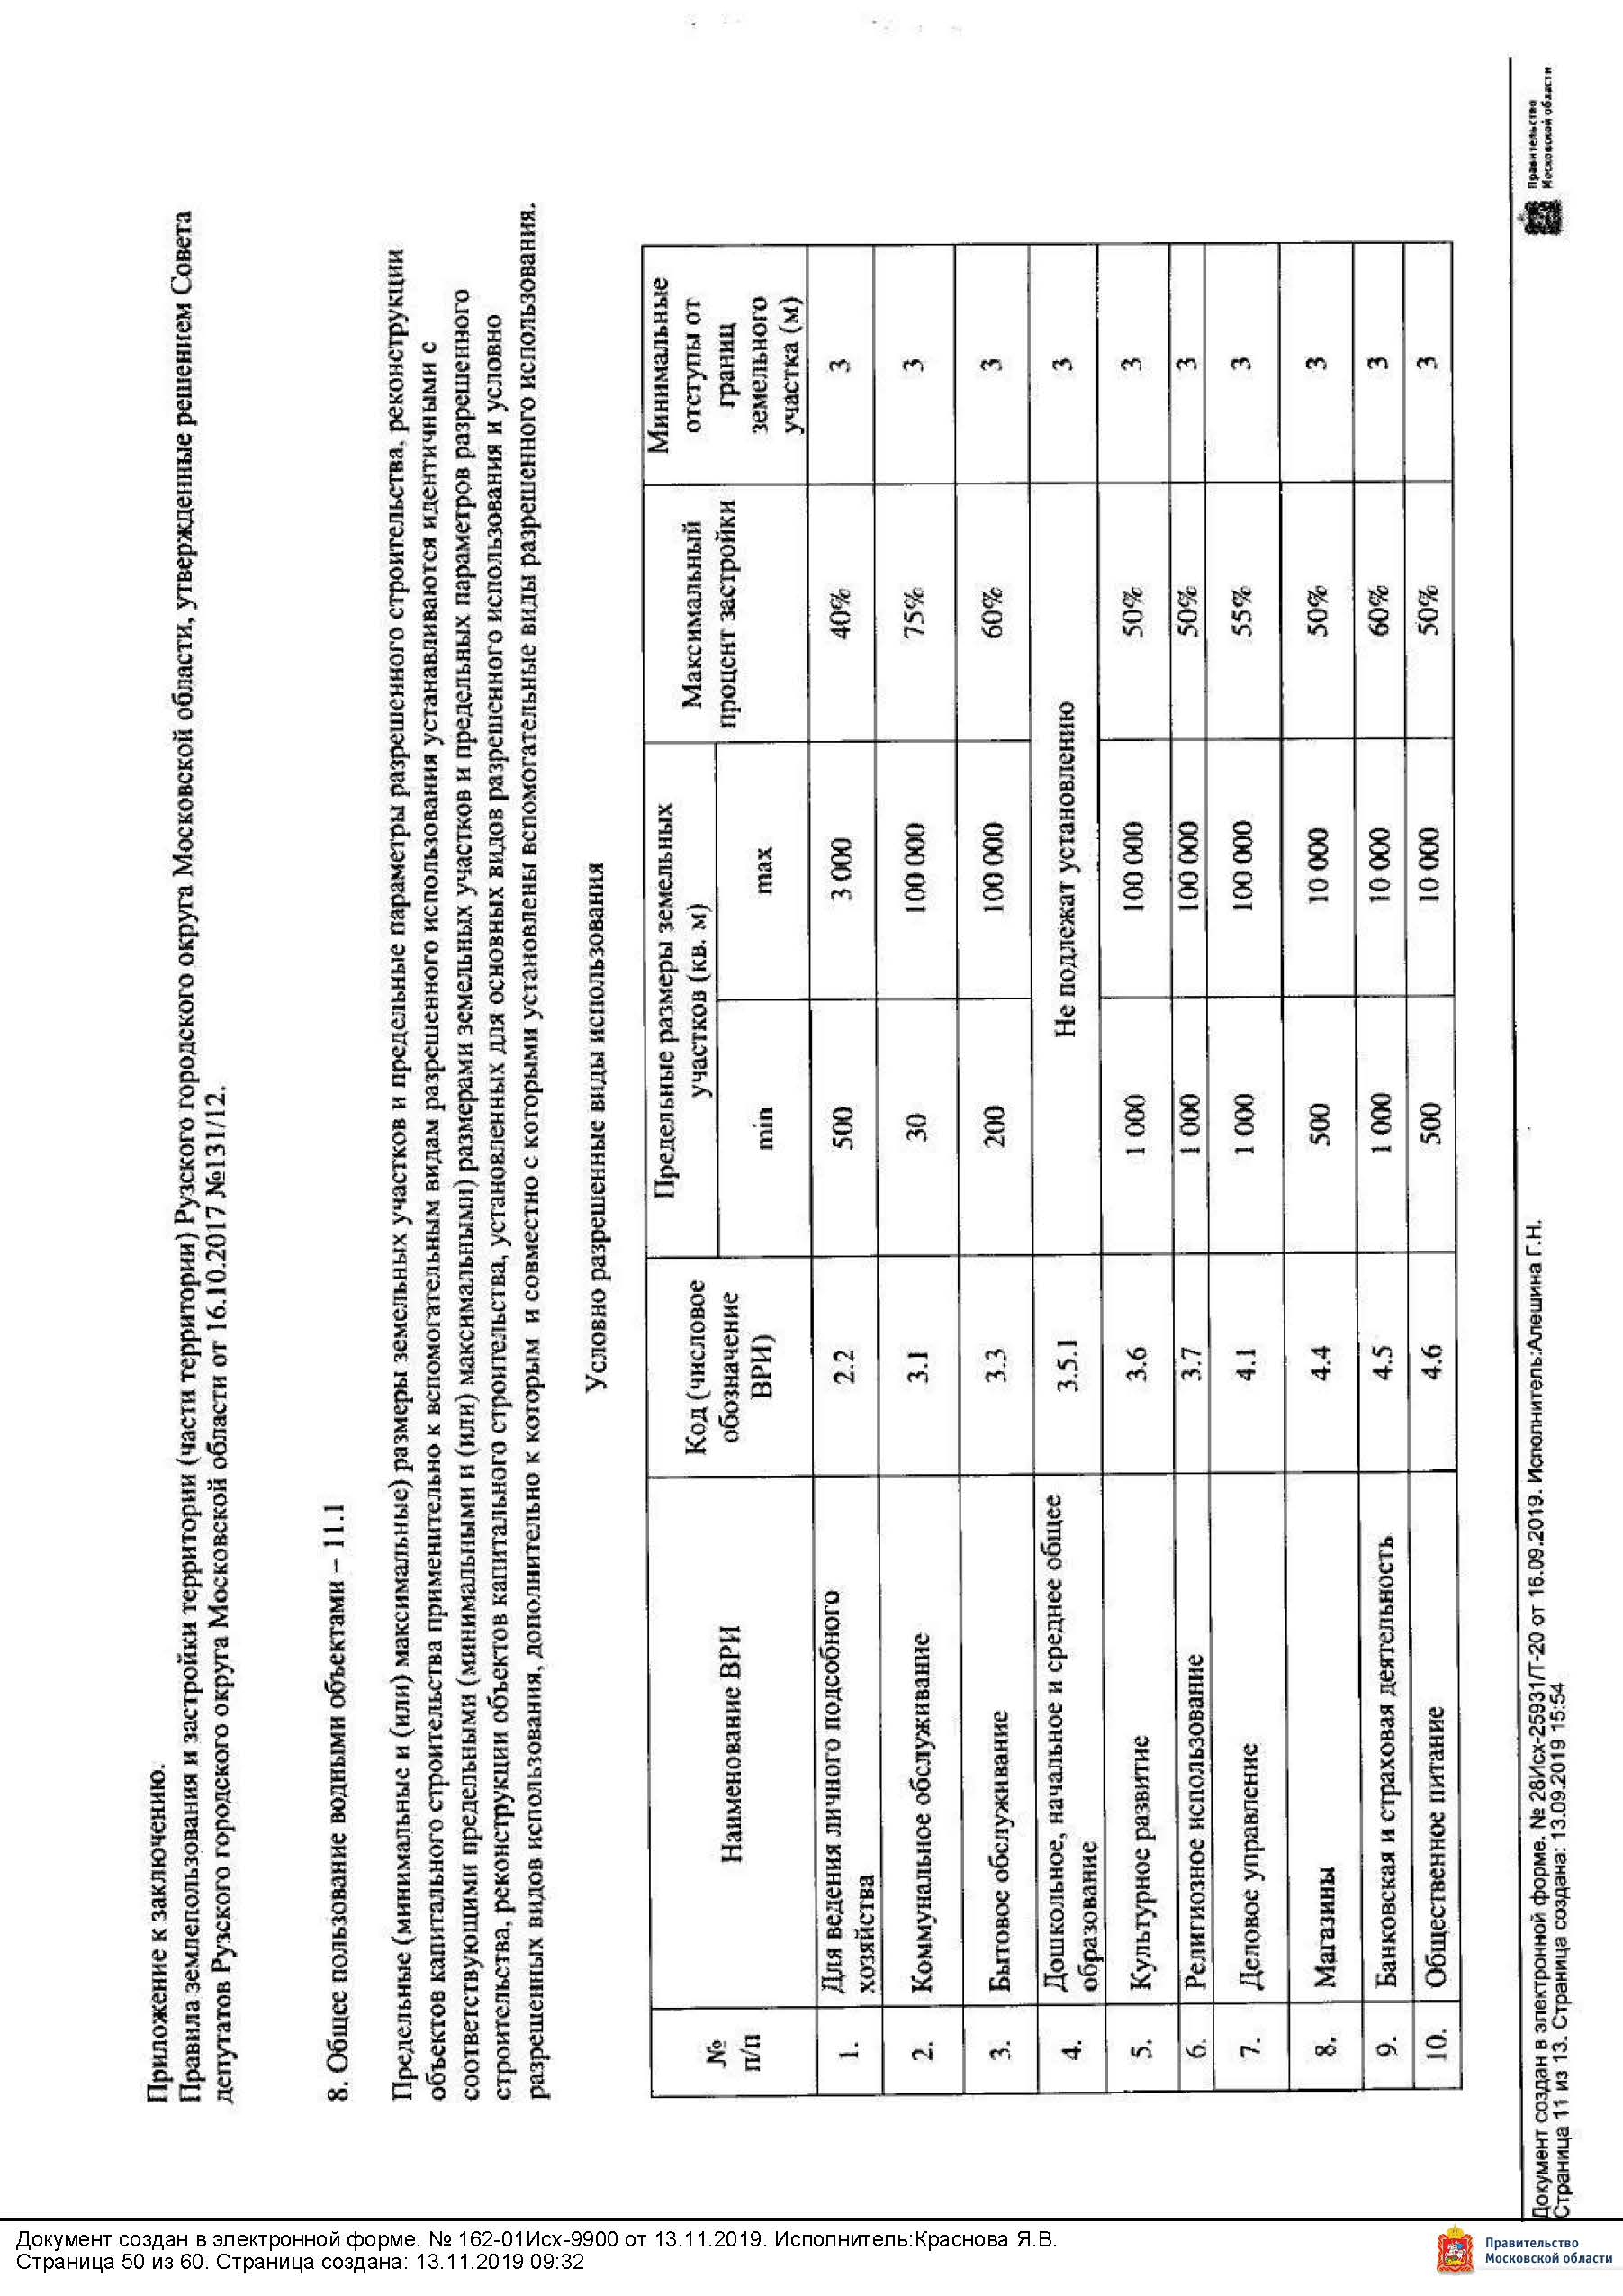 Приложение к заключению.
Правила землепользования и застройки территории (части территории) Рузского городского округа Московской области, утвержденные решением Совета
депутатов Рузского городского округа Московской области от 16.10.2017 №131/12.
8. Общее пользование водными объектами – 11.1
Предельные (минимальные и (или) максимальные) размеры земельных участков и предельные параметры разрешенного строительства, реконструкции
объектов капитального строительства применительно к вспомогательным видам разрешенного использования устанавливаются идентичными с
соответствующими предельными (минимальными и (или) максимальными) размерами земельных участков и предельных параметров разрешенного
строительства, реконструкции объектов капитального строительства, установленных для основных видов разрешенного использования и условно
разрешенных видов использования, дополнительно к которым и совместно с которыми установлены вспомогательные виды разрешенного использования.
Условно разрешенные виды использования
№ п/п
Наименование ВРИ
Код (числовое обозначение ВРИ)
Предельные размеры земельных участков (кв. м)
min
max
Максимальный процент застройки
Минимальные отступы от границ земельного участка (м)
1. Для ведения личного подсобного хозяйства 2.2 500 3 000 40% 3
2. Коммунальное обслуживание 3.1 30 100 000 75% 3
3. Бытовое обслуживание 3.3 200 100 000 60% 3
4. Дошкольное, начальное и среднее общее образование 3.5.1 Не подлежат установлению 3
5. Культурное развитие 3.6 1 000 100 000 50% 3
6. Религиозное использование 3.7 1 000 100 000 50% 3
7. Деловое управление 4.1 1 000 100 000 55% 3
8. Магазины 4.4 500 10 000 50% 3
9. Банковская и страховая деятельность 4.5 1 000 10 000 60% 3
10. Общественное питание 4.6 500 10 000 50% 3
Документ создан в электронной форме. № 28Исх-25931/Т-20 от 16.09.2019. Исполнитель:Алешина Г.Н.
Страница 11 из 13. Страница создана: 13.09.2019 15:54
Правительство
Московской области
Документ создан в электронной форме. № 162-01Исх-9900 от 13.11.2019. Исполнитель:Краснова Я.В.
Страница 50 из 60. Страница создана: 13.11.2019 09:32
Правительство
Московской области